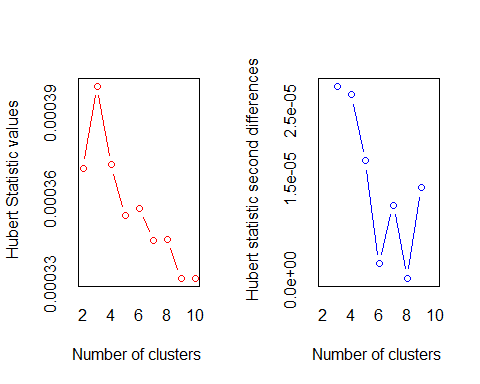 Hubert Statistic values
0.00033 0.00036 0.00039
2 4 6 8 10
Number of clusters
Hubert statistic second differences
0.0e+00 1.5e-05 2.5e-05
2 4 6 8 10
Number of clusters